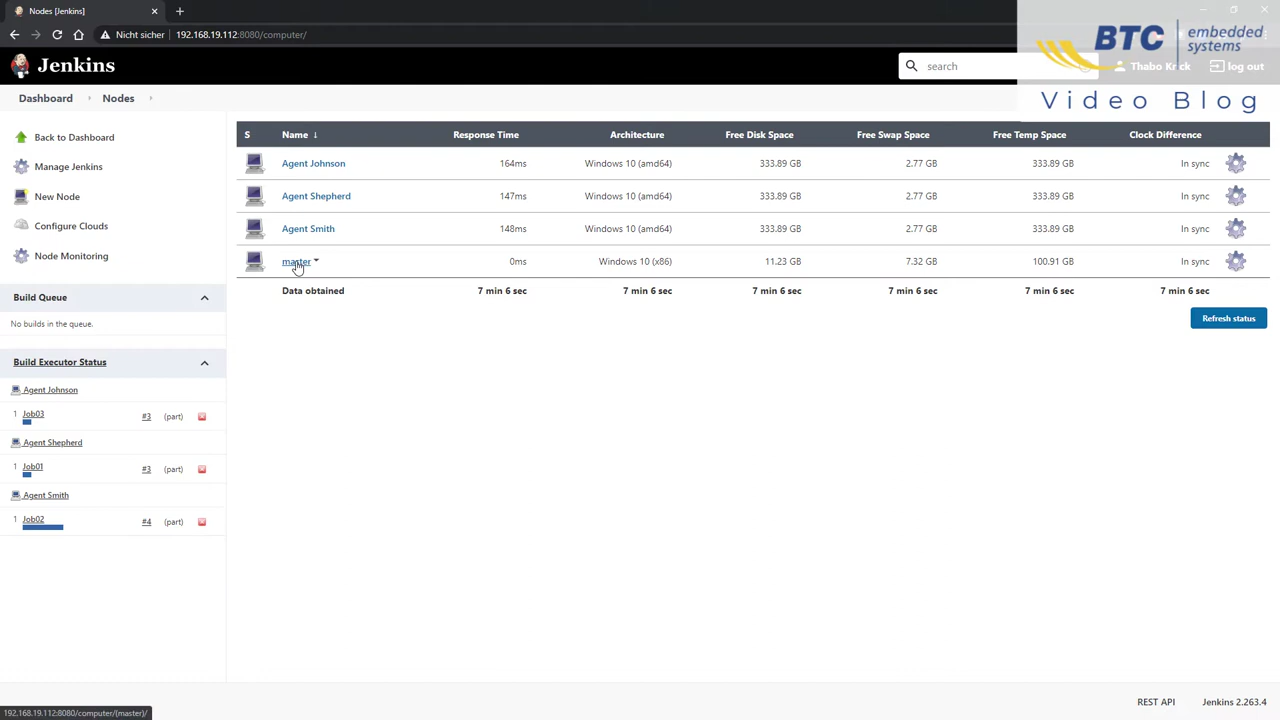 Nodes [Jenkins]
Nicht sicher
192.168.19.112:8080/computer/
BTC embedded systems
Video Blog
Jenkins
search
Thabo Krick
log out
Dashboard
Nodes
Back to Dashboard
Manage Jenkins
New Node
Configure Clouds
Node Monitoring
Build Queue
No builds in the queue.
Build Executor Status
Agent Johnson
1 Job03 #3 (part)
Agent Shepherd
1 Job01 #3 (part)
Agent Smith
1 Job02 #4 (part)
S Name ↓ Response Time Architecture Free Disk Space Free Swap Space Free Temp Space Clock Difference
Agent Johnson 164ms Windows 10 (amd64) 333.89 GB 2.77 GB 333.89 GB In sync
Agent Shepherd 147ms Windows 10 (amd64) 333.89 GB 2.77 GB 333.89 GB In sync
Agent Smith 148ms Windows 10 (amd64) 333.89 GB 2.77 GB 333.89 GB In sync
master 0ms Windows 10 (x86) 11.23 GB 7.32 GB 100.91 GB In sync
Data obtained 7 min 6 sec 7 min 6 sec 7 min 6 sec 7 min 6 sec 7 min 6 sec 7 min 6 sec
Refresh status
REST API
Jenkins 2.263.4
192.168.19.112:8080/computer/(master)/